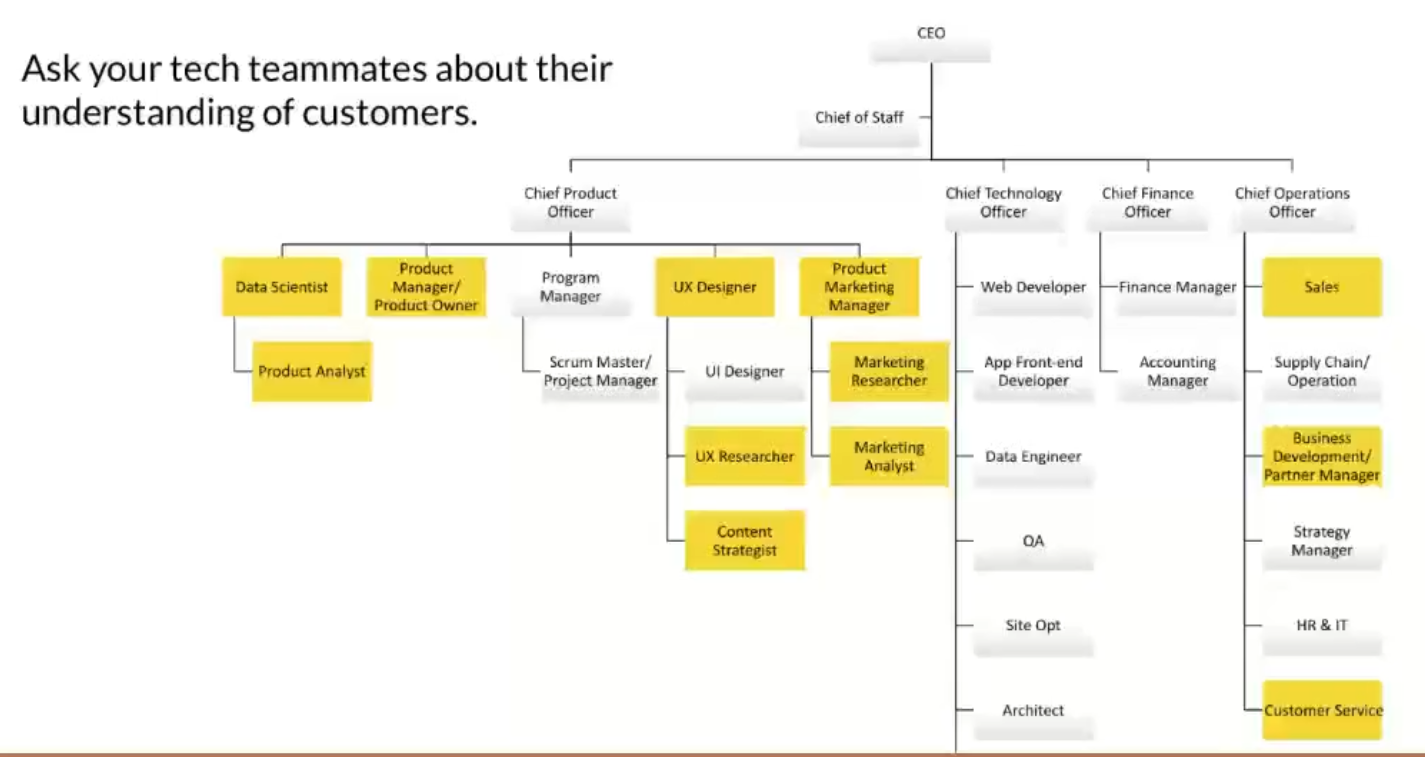 Ask your tech teammates about their
understanding of customers.
CEO
Chief of Staff
Chief Product
Officer
Chief Technology
Officer
Chief Finance
Officer
Chief Operations
Officer
Data Scientist
Product
Manager/
Product Owner
Program
Manager
UX Designer
Product
Marketing
Manager
Web Developer
Finance Manager
Sales
Product Analyst
Scrum Master/
Project Manager
UI Designer
Marketing
Researcher
App Front-end
Developer
Accounting
Manager
Supply Chain/
Operation
UX Researcher
Marketing
Analyst
Data Engineer
Business
Development/
Partner Manager
Content
Strategist
QA
Strategy
Manager
Site Opt
HR & IT
Architect
Customer Service